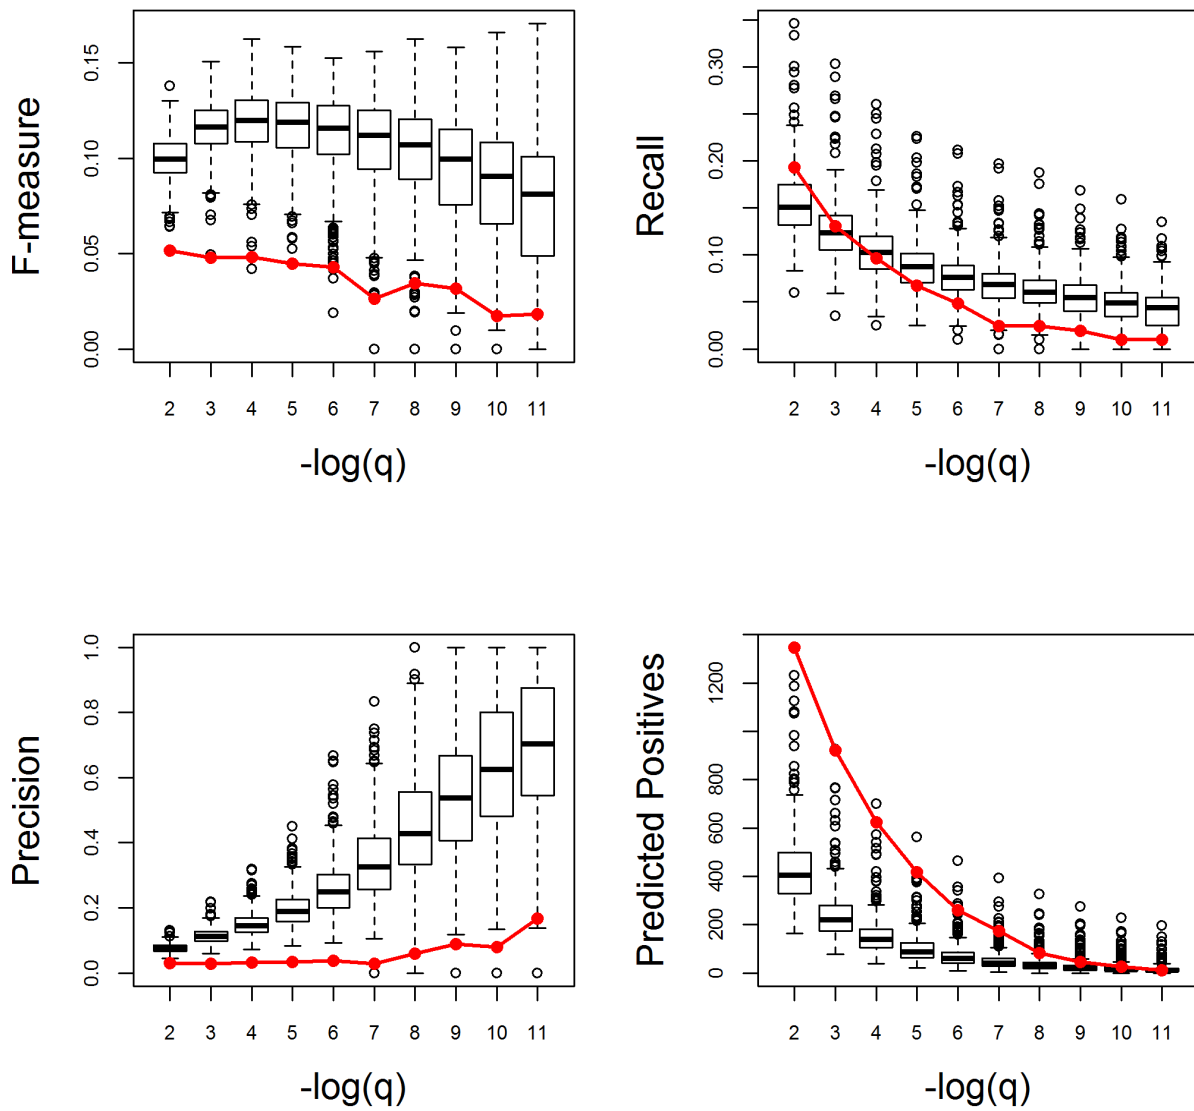 F-measure
0.00 0.05 0.10 0.15
2 3 4 5 6 7 8 9 10 11
-log(q)
Recall
0.00 0.10 0.20 0.30
2 3 4 5 6 7 8 9 10 11
-log(q)
Precision
0.0 0.2 0.4 0.6 0.8 1.0
2 3 4 5 6 7 8 9 10 11
-log(q)
Predicted Positives
0 200 400 600 800 1200
2 3 4 5 6 7 8 9 10 11
-log(q)